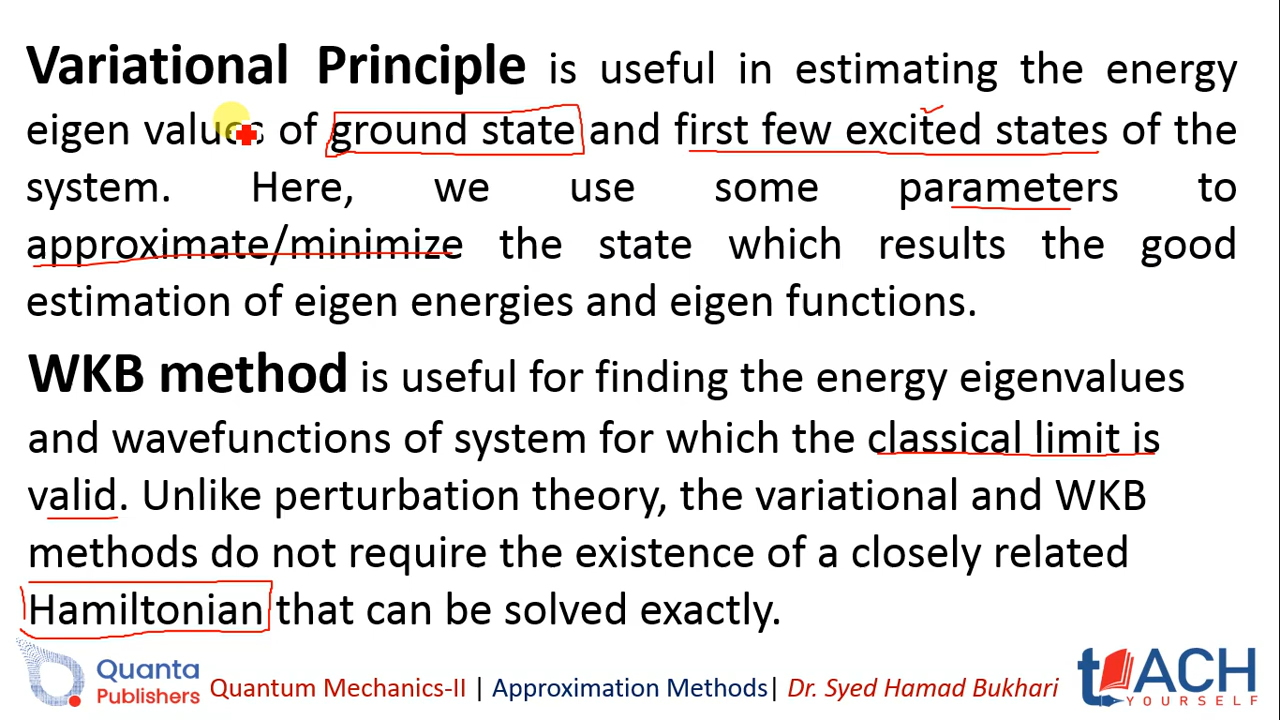 Variational Principle is useful in estimating the energy
eigen values of ground state and first few excited states of the
system. Here, we use some parameters to
approximate/minimize the state which results the good
estimation of eigen energies and eigen functions.
WKB method is useful for finding the energy eigenvalues
and wavefunctions of system for which the classical limit is
valid. Unlike perturbation theory, the variational and WKB
methods do not require the existence of a closely related
Hamiltonian that can be solved exactly.
Quanta
Publishers
Quantum Mechanics-II | Approximation Methods| Dr. Syed Hamad Bukhari
tEACH
YOURSELF